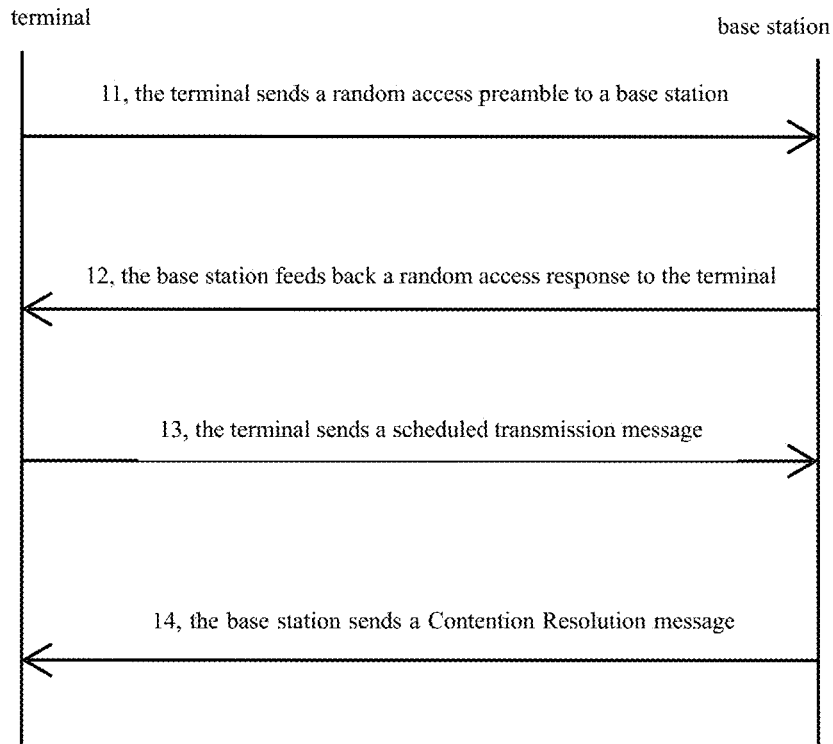 terminal
base station
11, the terminal sends a random access preamble to a base station
12, the base station feeds back a random access response to the terminal
13, the terminal sends a scheduled transmission message
14, the base station sends a Contention Resolution message